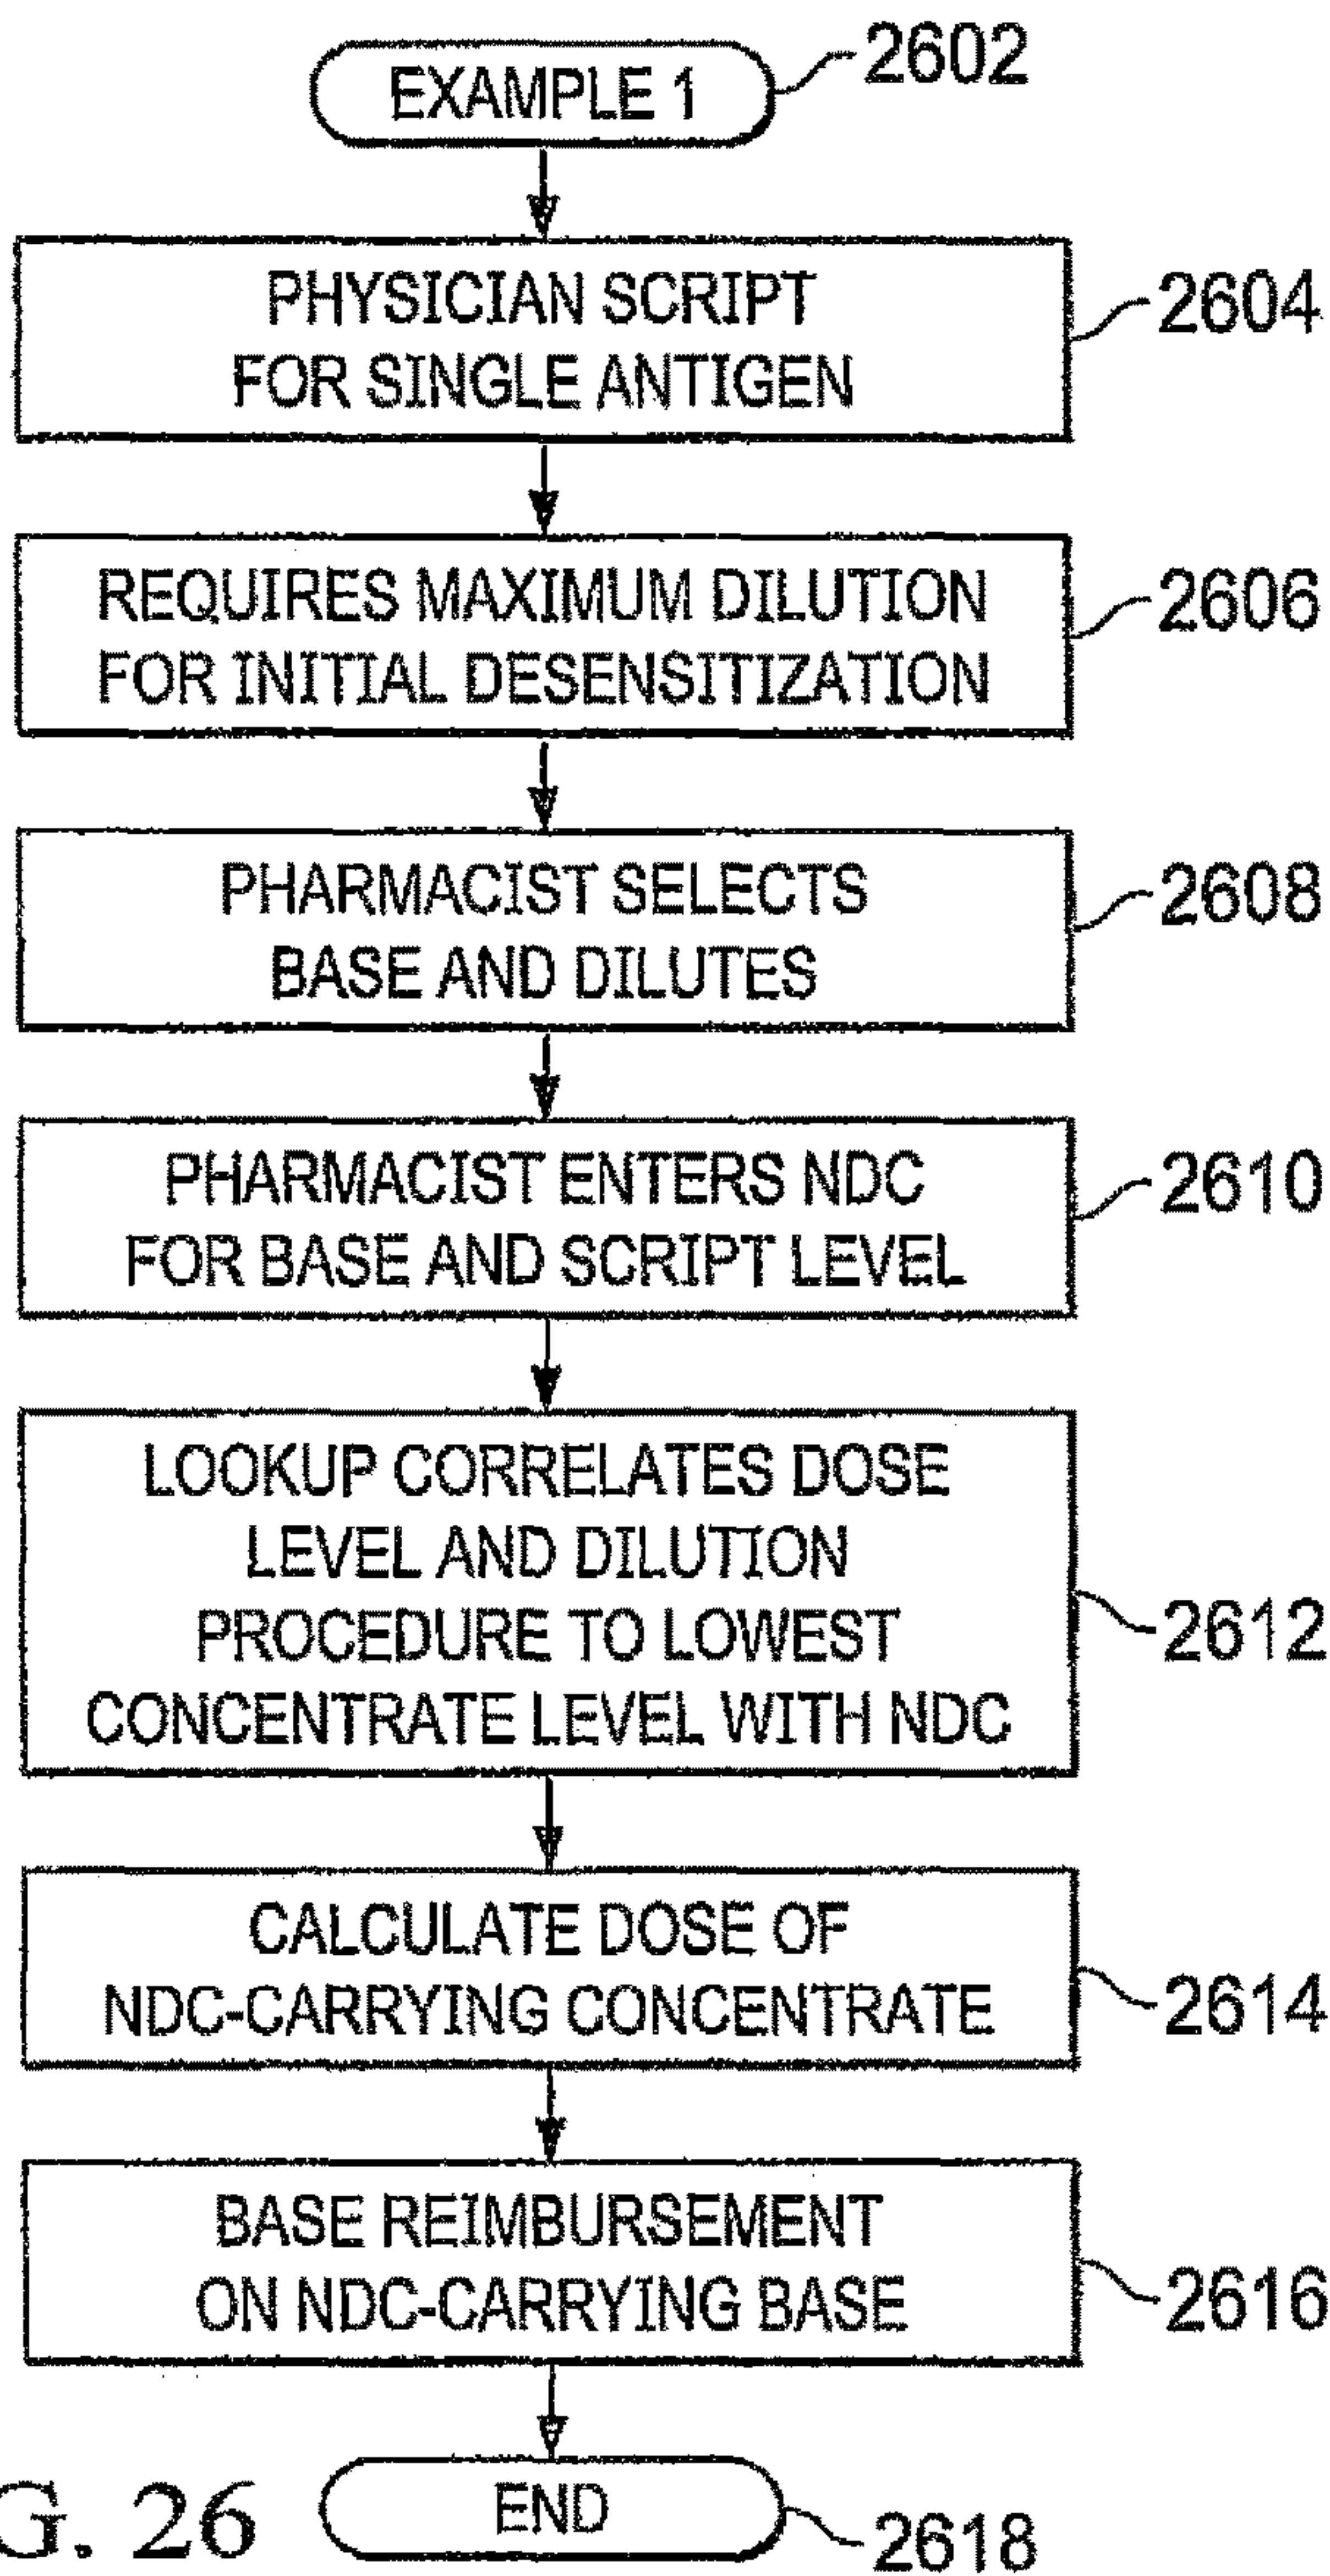 EXAMPLE 1
2602
PHYSICIAN SCRIPT
FOR SINGLE ANTIGEN
2604
REQUIRES MAXIMUM DILUTION
FOR INITIAL DESENSITIZATION
2606
PHARMACIST SELECTS
BASE AND DILUTES
2608
PHARMACIST ENTERS NDC
FOR BASE AND SCRIPT LEVEL
2610
LOOKUP CORRELATES DOSE
LEVEL AND DILUTION
PROCEDURE TO LOWEST
CONCENTRATE LEVEL WITH NDC
2612
CALCULATE DOSE OF
NDC-CARRYING CONCENTRATE
2614
BASE REIMBURSEMENT
ON NDC-CARRYING BASE
2616
END
2618
G. 26